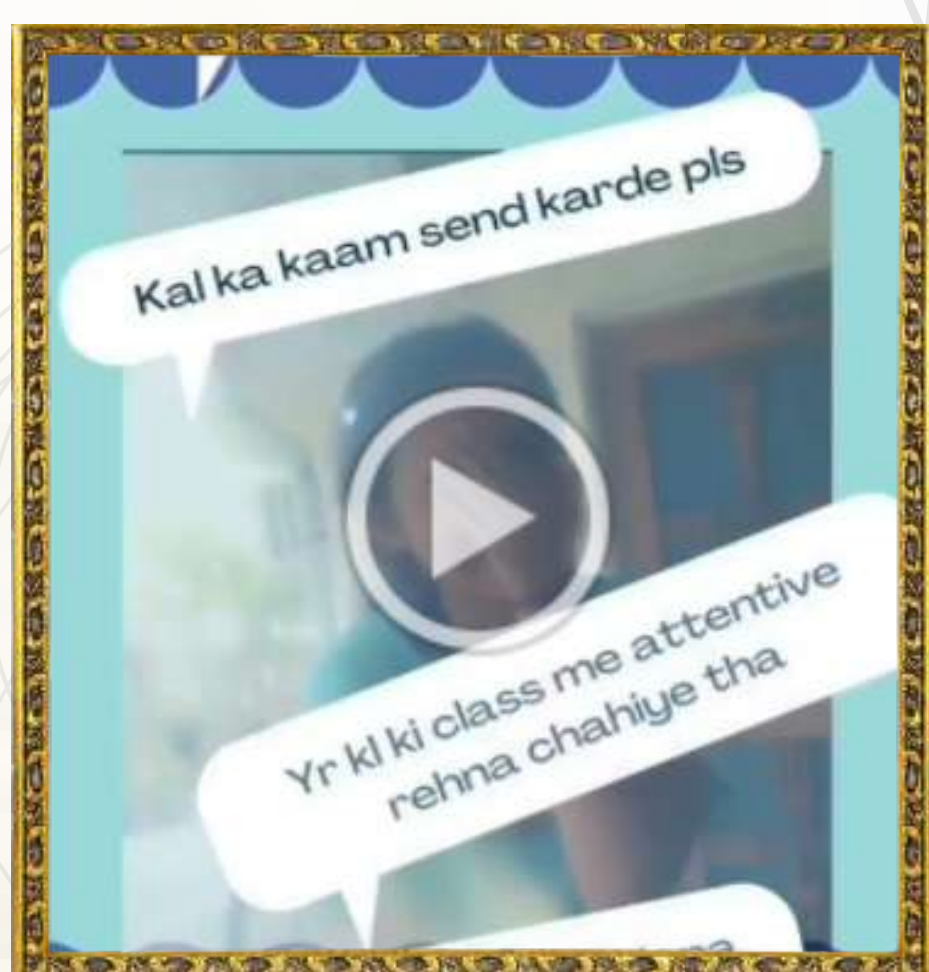 Kal ka kaam send karde pls
Yr kl ki class me attentive
rehna chahiye tha